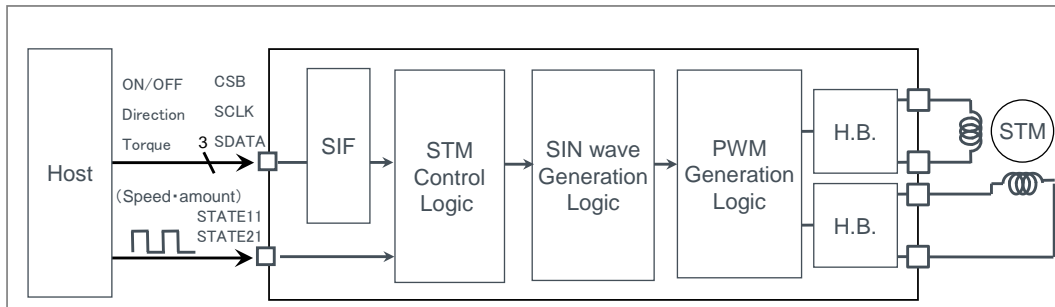 Host
ON/OFF CSB
Direction SCLK
Torque 3 SDATA
(Speed・amount)
STATE11
STATE21
SIF
STM
Control
Logic
SIN wave
Generation
Logic
PWM
Generation
Logic
H.B.
H.B.
STM